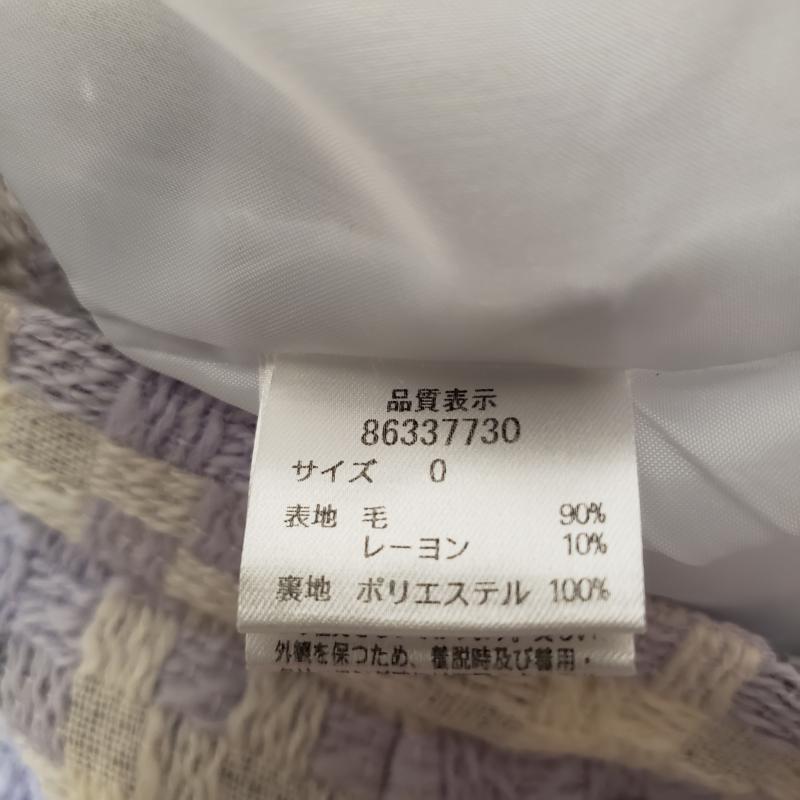 品質表示
86337730
サイズ 0
表地 毛 90%
レーヨン 10%
裏地 ポリエステル 100%
外観を保つため、着脱時及び着用・